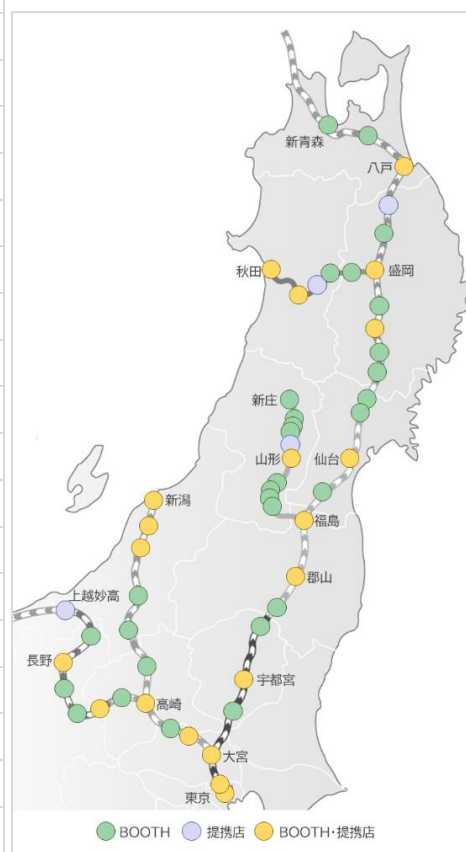 新青森
八戸
秋田
盛岡
新庄
山形
仙台
新潟
福島
郡山
上越妙高
長野
宇都宮
高崎
大宮
東京
BOOTH 提携店 BOOTH・提携店